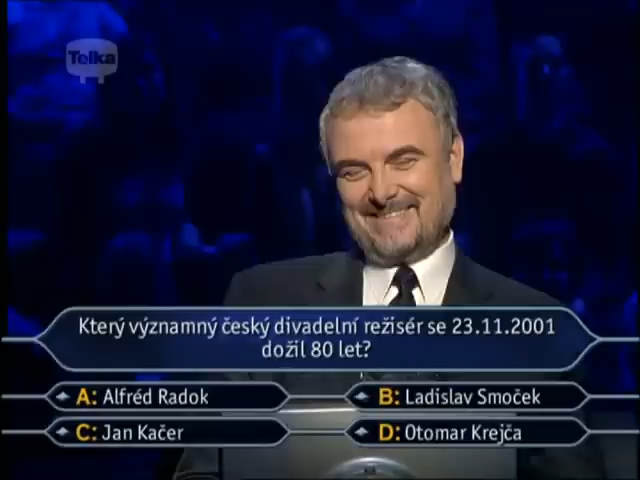 Telka
Který významný český divadelní režisér se 23.11.2001
dožil 80 let?
A: Alfréd Radok
B: Ladislav Smoček
C: Jan Kačer
D: Otomar Krejča